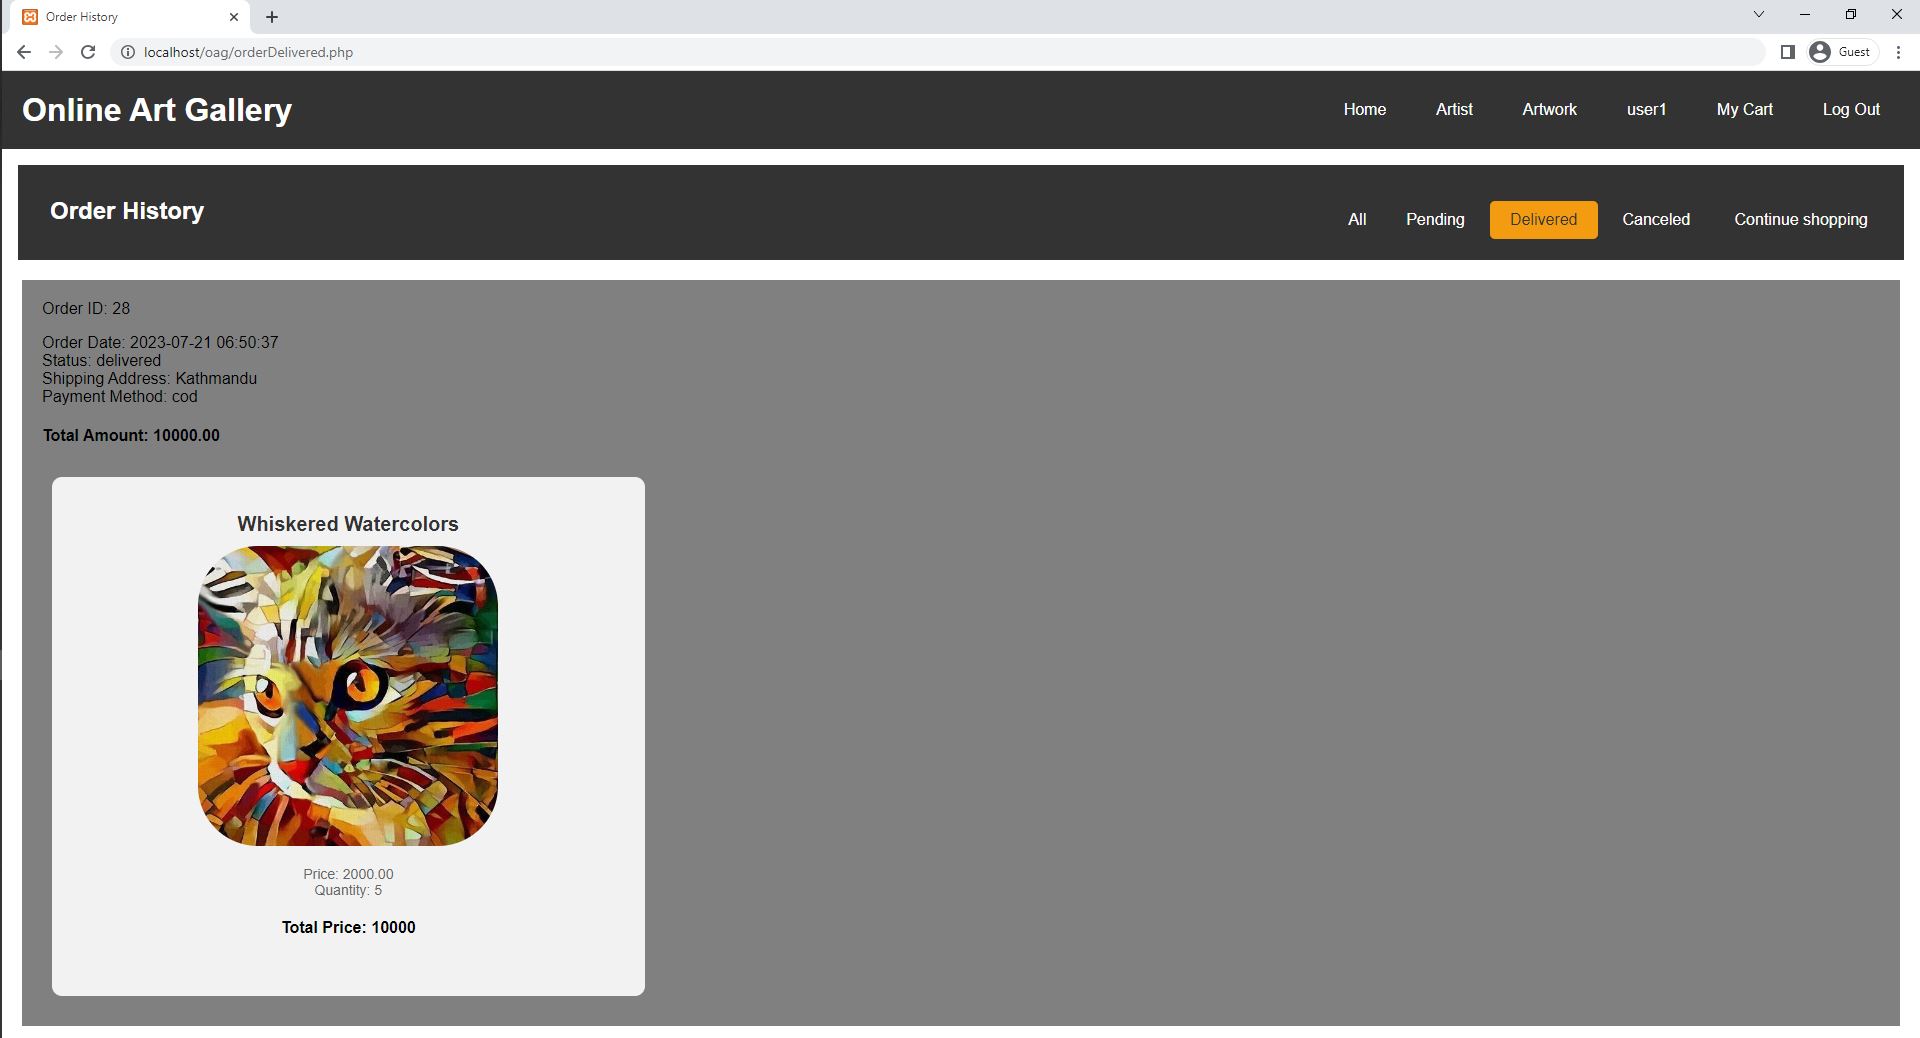 Order History
localhost/oag/orderDelivered.php
Guest
Online Art Gallery
Home
Artist
Artwork
user1
My Cart
Log Out
Order History
All
Pending
Delivered
Canceled
Continue shopping
Order ID: 28
Order Date: 2023-07-21 06:50:37
Status: delivered
Shipping Address: Kathmandu
Payment Method: cod
Total Amount: 10000.00
Whiskered Watercolors
Price: 2000.00
Quantity: 5
Total Price: 10000